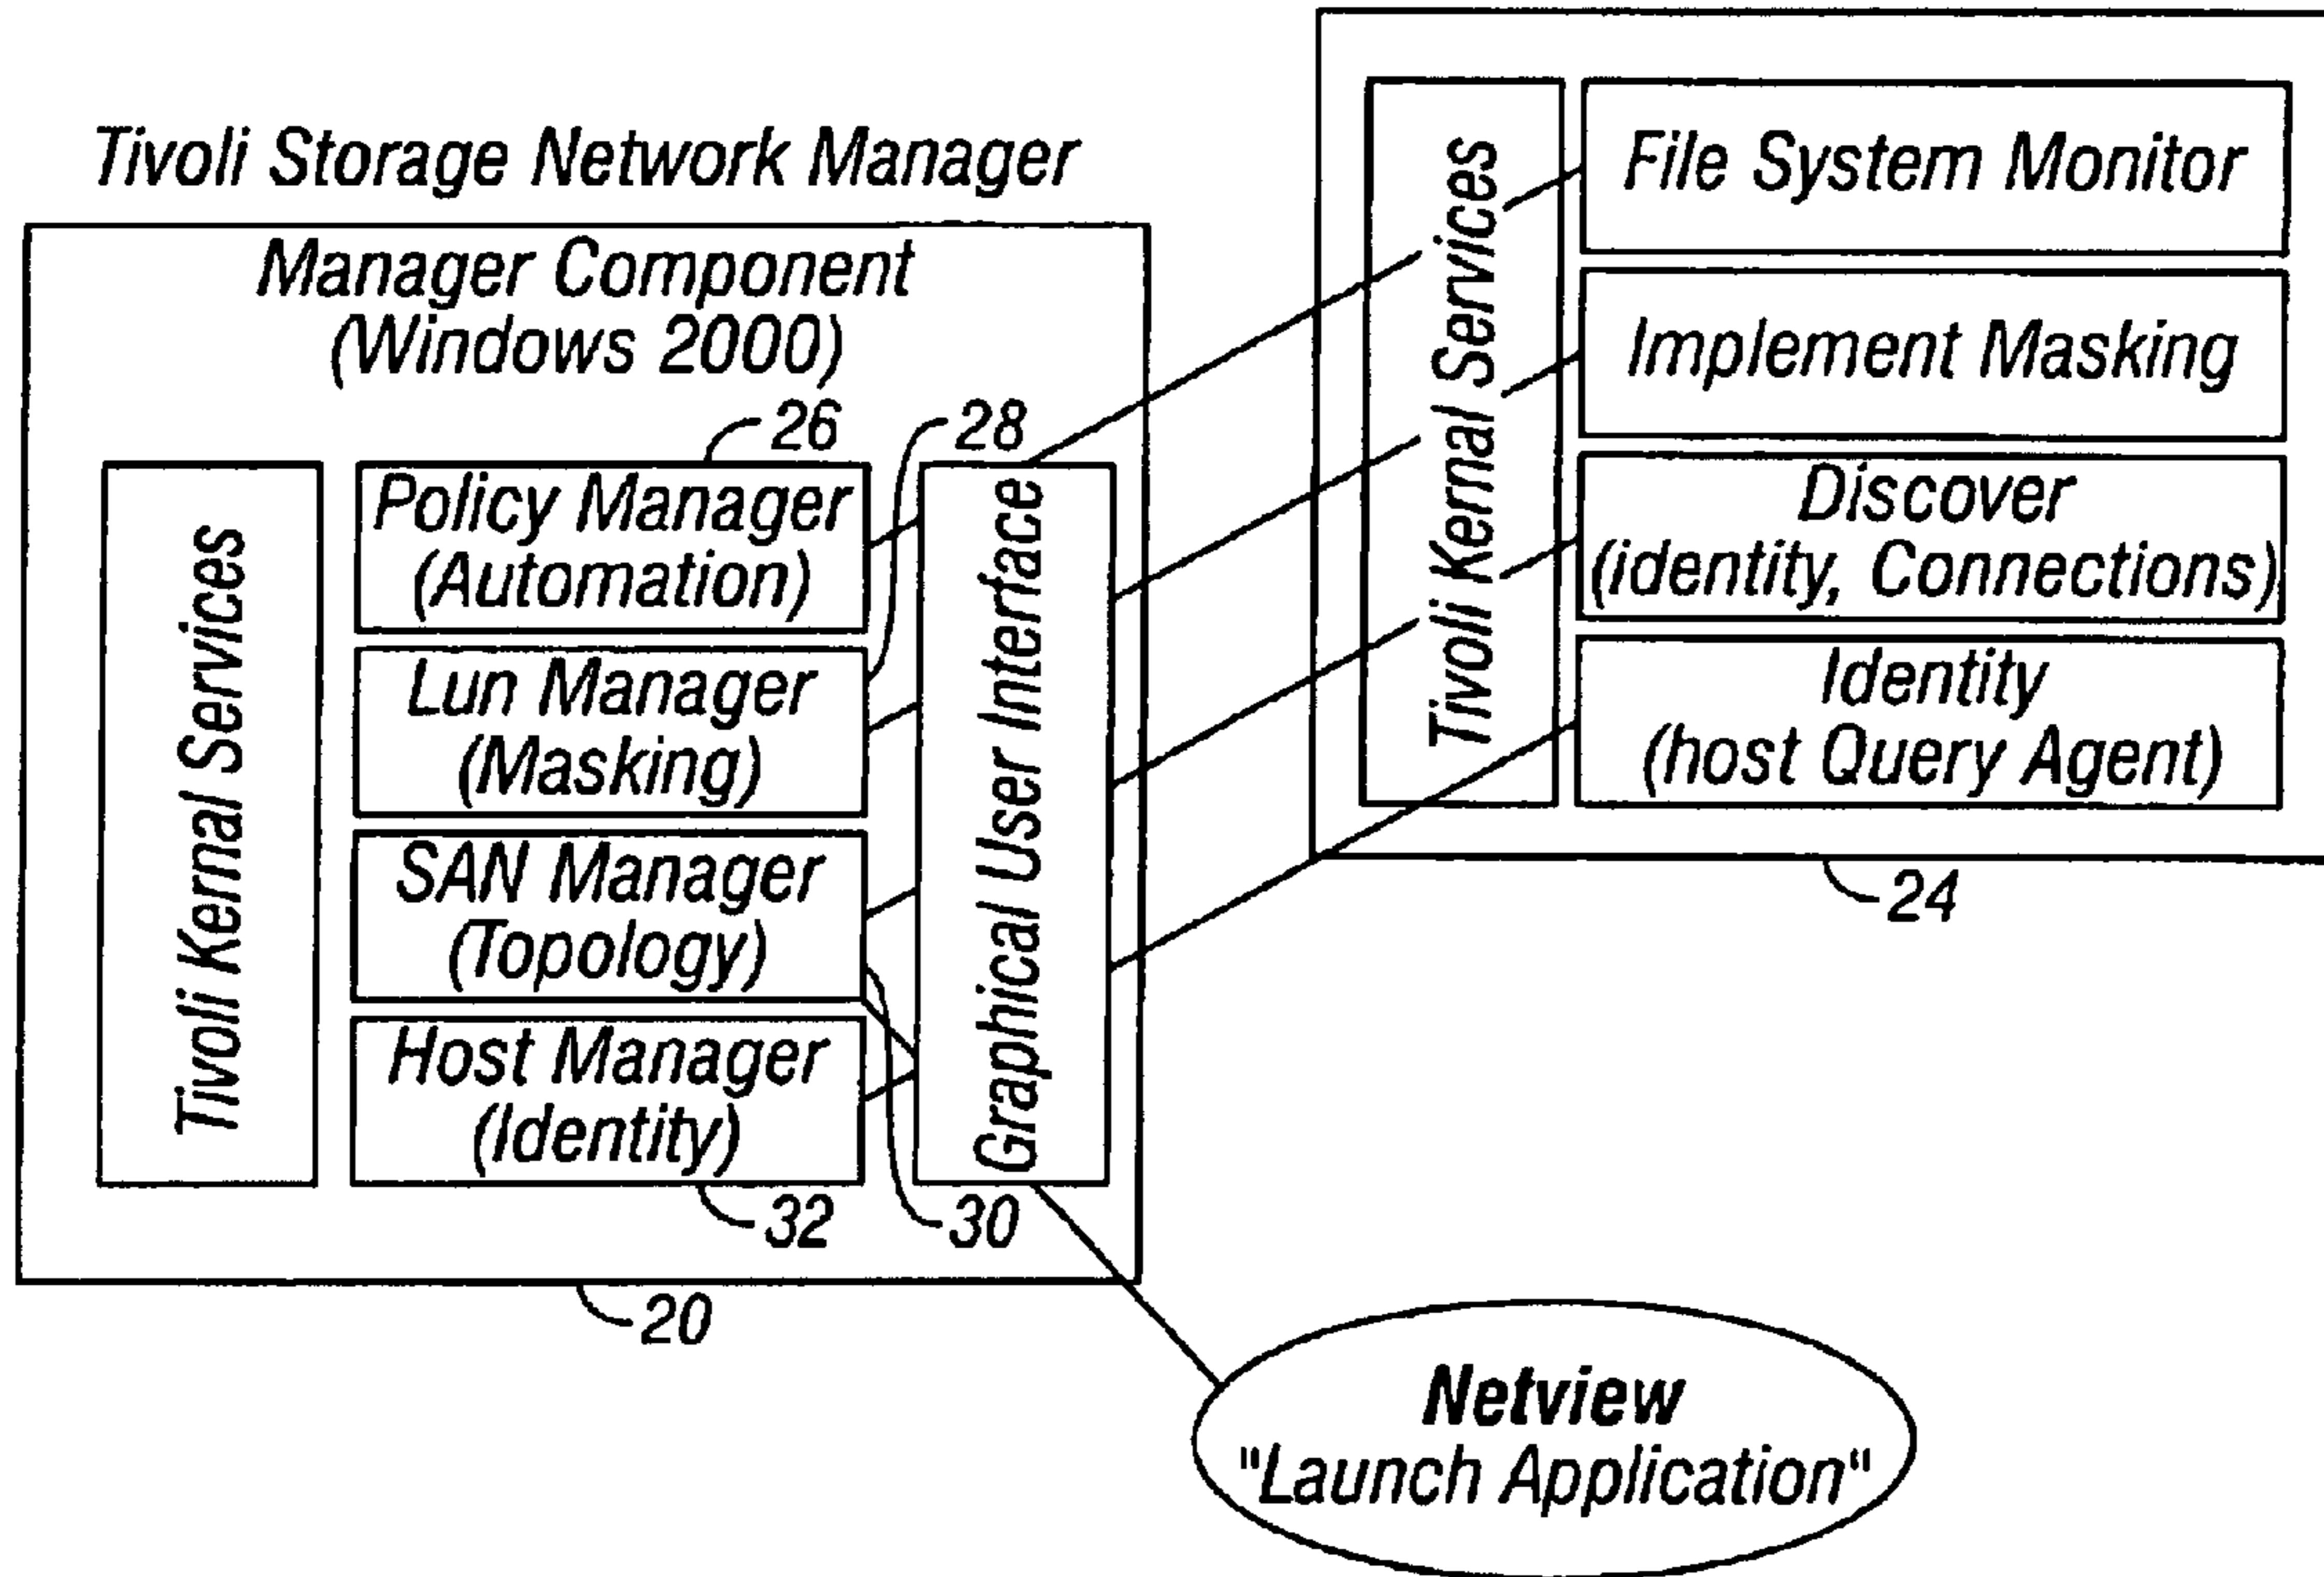 Tivoli Storage Network Manager
Manager Component
(Windows 2000)
26
28
Tivoli Kernal Services
Policy Manager
(Automation)
Lun Manager
(Masking)
SAN Manager
(Topology)
Host Manager
(Identity)
Graphical User Interface
32
30
20
Tivoli Kernal Services
File System Monitor
Implement Masking
Discover
(identity, Connections)
Identity
(host Query Agent)
24
Netview
"Launch Application"